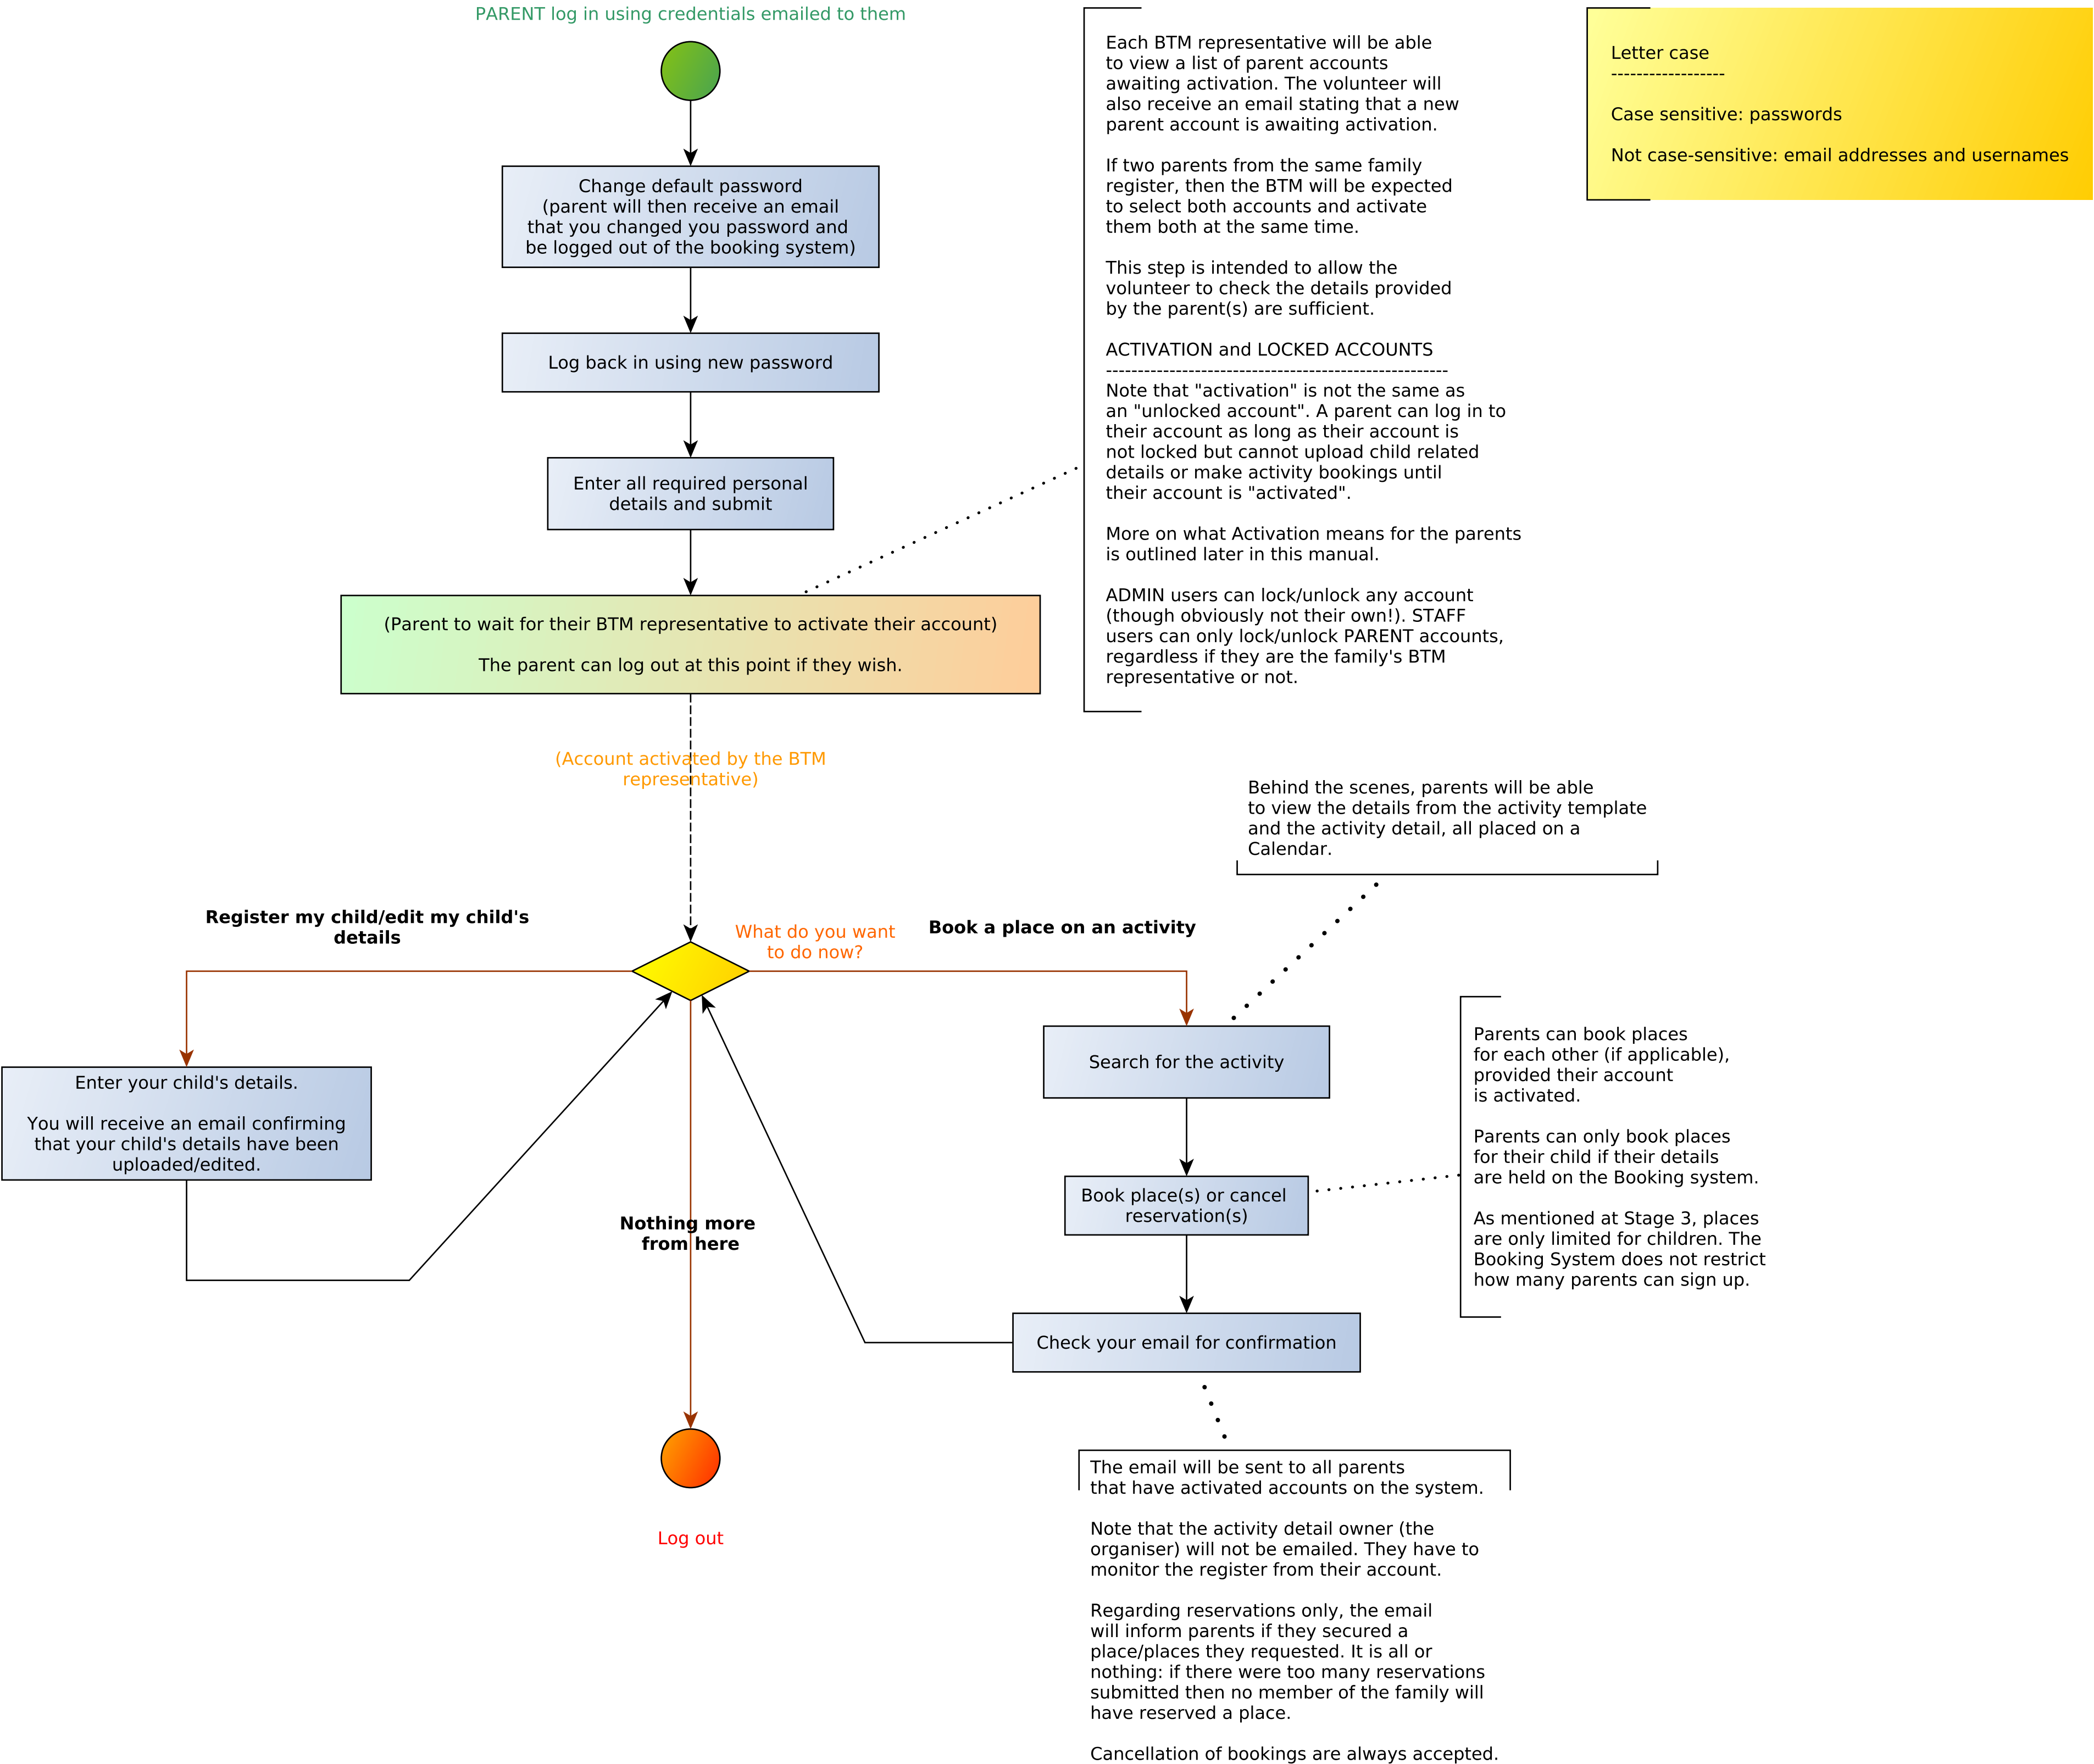 PARENT log in using credentials emailed to them
Change default password
(parent will then receive an email
that you changed you password and
be logged out of the booking system)
Log back in using new password
Enter all required personal
details and submit
(Parent to wait for their BTM representative to activate their account)
The parent can log out at this point if they wish.
Each BTM representative will be able
to view a list of parent accounts
awaiting activation. The volunteer will
also receive an email stating that a new
parent account is awaiting activation.
If two parents from the same family
register, then the BTM will be expected
to select both accounts and activate
them both at the same time.
This step is intended to allow the
volunteer to check the details provided
by the parent(s) are sufficient.
ACTIVATION and LOCKED ACCOUNTS
------------------------------------------------------
Note that "activation" is not the same as
an "unlocked account". A parent can log in to
their account as long as their account is
not locked but cannot upload child related
details or make activity bookings until
their account is "activated".
More on what Activation means for the parents
is outlined later in this manual.
ADMIN users can lock/unlock any account
(though obviously not their own!). STAFF
users can only lock/unlock PARENT accounts,
regardless if they are the family's BTM
representative or not.
Letter case
------------------
Case sensitive: passwords
Not case-sensitive: email addresses and usernames
(Account activated by the BTM
representative)
Behind the scenes, parents will be able
to view the details from the activity template
and the activity detail, all placed on a
Calendar.
Register my child/edit my child's
details
What do you want
to do now?
Book a place on an activity
Enter your child's details.
You will receive an email confirming
that your child's details have been
uploaded/edited.
Nothing more
from here
Search for the activity
Book place(s) or cancel
reservation(s)
Check your email for confirmation
Parents can book places
for each other (if applicable),
provided their account
is activated.
Parents can only book places
for their child if their details
are held on the Booking system.
As mentioned at Stage 3, places
are only limited for children. The
Booking System does not restrict
how many parents can sign up.
Log out
The email will be sent to all parents
that have activated accounts on the system.
Note that the activity detail owner (the
organiser) will not be emailed. They have to
monitor the register from their account.
Regarding reservations only, the email
will inform parents if they secured a
place/places they requested. It is all or
nothing: if there were too many reservations
submitted then no member of the family will
have reserved a place.
Cancellation of bookings are always accepted.